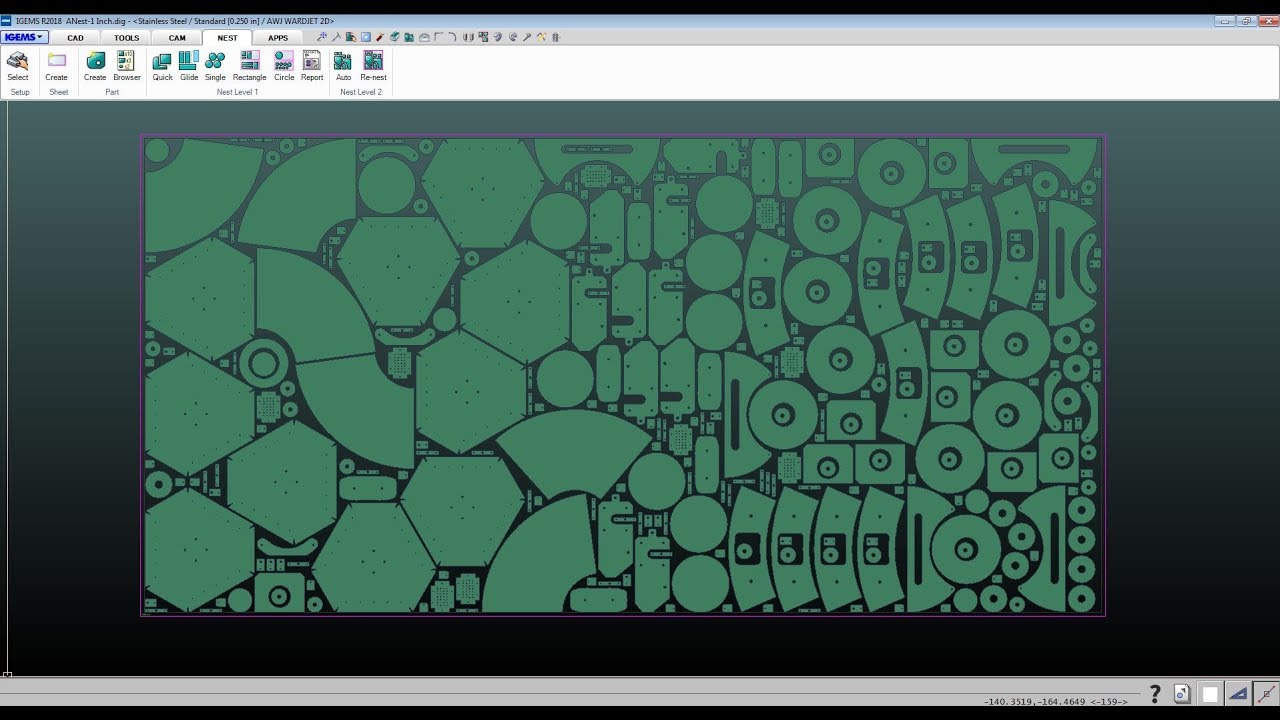 IGEMS R2018 ANest-1 Inch.dig - <Stainless Steel / Standard [0.250 in] / AWJ WARDJET 2D>
IGEMS CAD TOOLS CAM NEST APPS
Select Create Create Browser Quick Glide Single Rectangle Circle Report Auto Re-nest
Setup Sheet Part Nest Level 1 Nest Level 2
-140.3519,-164.4649 <-159->